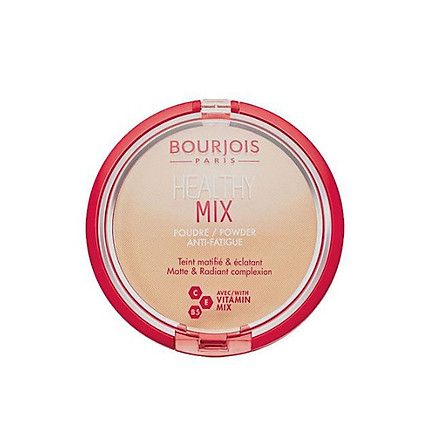 BOURJOIS
PARIS
HEALTHY
MIX
POUDRE / POWDER
ANTI-FATIGUE
Teint matifié & éclatant
Matte & Radiant complexion
C
E
B5
AVEC/WITH
VITAMIN
MIX